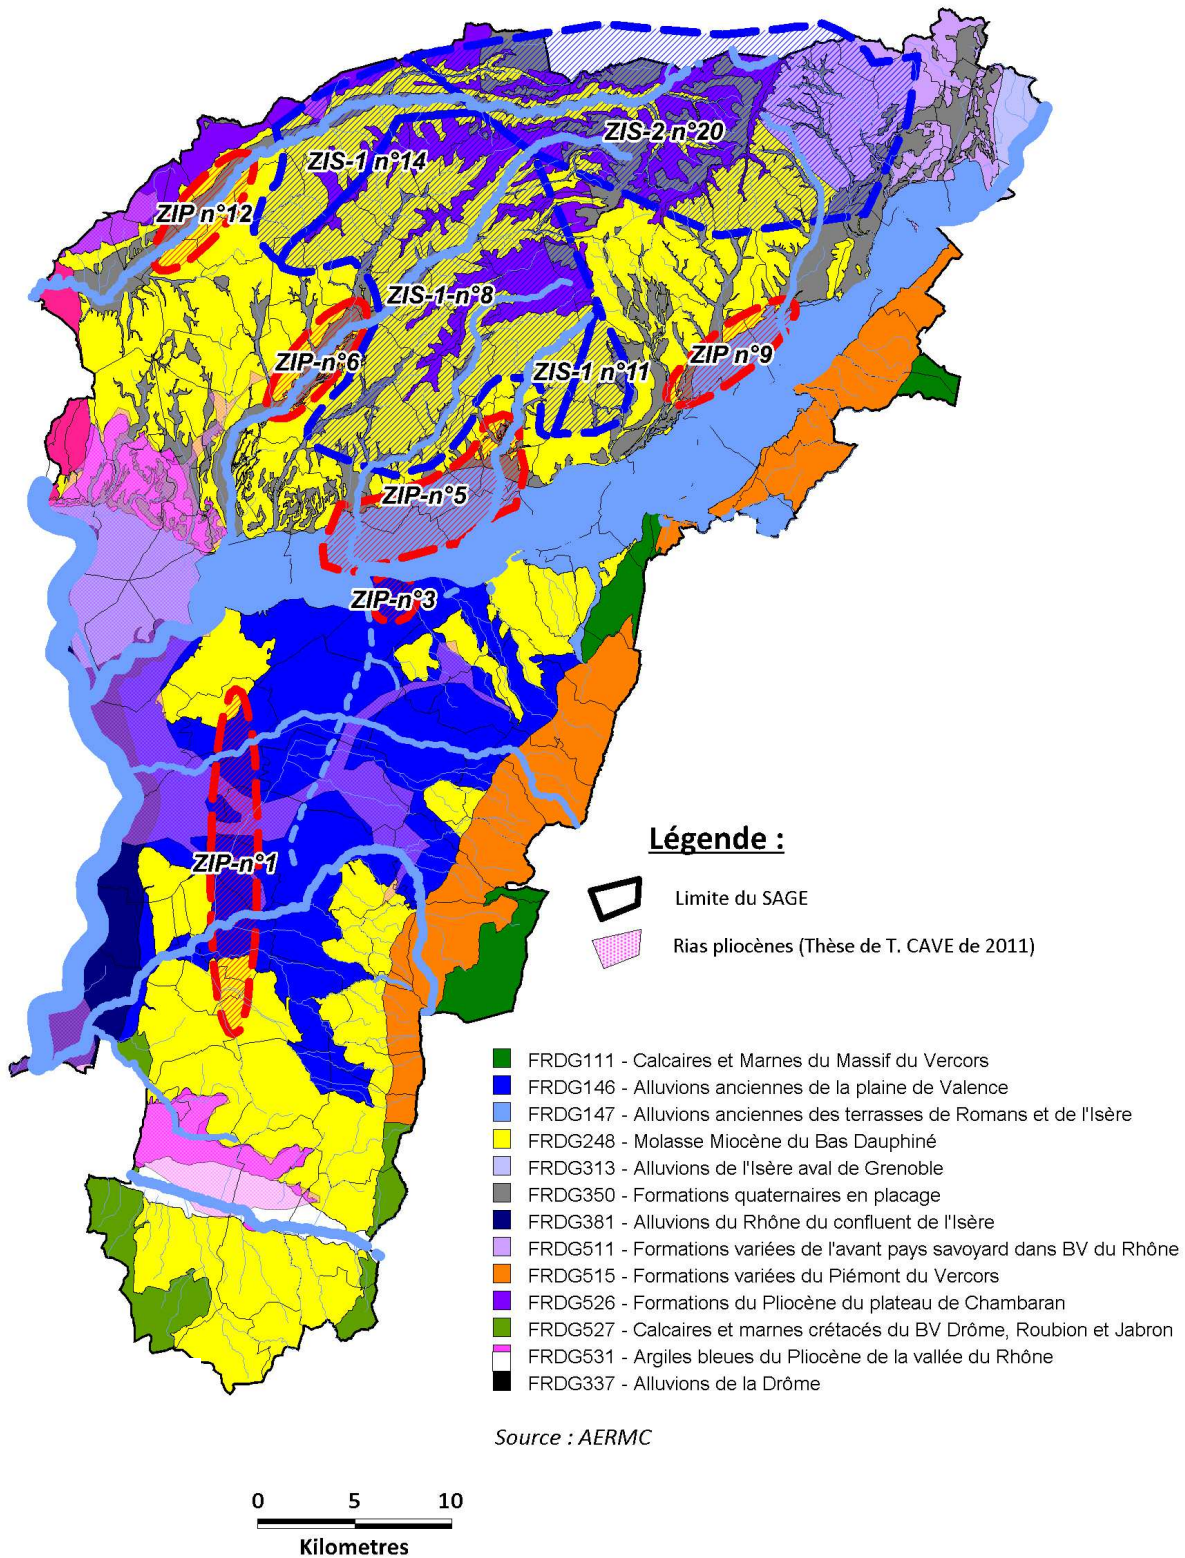 ZIS-2 n°20
ZIS-1 n°14
ZIP n°12
ZIS-1-n°8
ZIP-n°6
ZIP n°9
ZIS-1 n°11
ZIP-n°5
ZIP-n°3
ZIP-n°1
Légende :
Limite du SAGE
Rias pliocènes (Thèse de T. CAVE de 2011)
FRDG111 - Calcaires et Marnes du Massif du Vercors
FRDG146 - Alluvions anciennes de la plaine de Valence
FRDG147 - Alluvions anciennes des terrasses de Romans et de l'Isère
FRDG248 - Molasse Miocène du Bas Dauphiné
FRDG313 - Alluvions de l'Isère aval de Grenoble
FRDG350 - Formations quaternaires en placage
FRDG381 - Alluvions du Rhône du confluent de l'Isère
FRDG511 - Formations variées de l'avant pays savoyard dans BV du Rhône
FRDG515 - Formations variées du Piémont du Vercors
FRDG526 - Formations du Pliocène du plateau de Chambaran
FRDG527 - Calcaires et marnes crétacés du BV Drôme, Roubion et Jabron
FRDG531 - Argiles bleues du Pliocène de la vallée du Rhône
FRDG337 - Alluvions de la Drôme
Source : AERMC
0 5 10
Kilometres